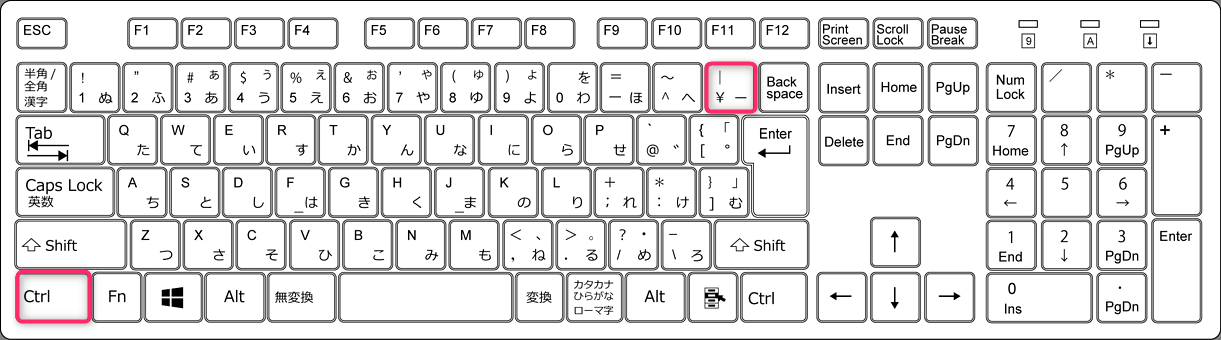 ESC F1 F2 F3 F4 F5 F6 F7 F8 F9 F10 F11 F12 Print Screen Scroll Lock Pause Break 9 A ⬇
半角/全角 漢字 ! 1 ぬ ” 2 ふ # ぁ 3 あ $ ぅ 4 う % ぇ 5 え & ぉ 6 お ’ ゃ 7 や ( ゅ 8 ゆ ) ょ 9 よ を 0 わ = - ほ ~ ^ へ | ¥ ー Back space Insert Home PgUp Num Lock / * -
Tab Q た W て E い R す T か Y ん U な I に O ら P せ ` @ ゛ { 「 [ ゜ Enter Delete End PgDn 7 Home 8 ↑ 9 PgUp +
Caps Lock 英数 A ち S と D し F _は G き H く J _ま K の L り + ; れ * : け } 」 ] む 4 ← 5 6 →
⇧ Shift Z つ X さ C そ V ひ B こ N み M も < 、 , ね > 。 . る ? ・ / め _ \ ろ ⇧ Shift ↑ 1 End 2 ↓ 3 PgDn Enter
Ctrl Fn Alt 無変換 変換 カタカナ ひらがな ローマ字 Alt Ctrl ← ↓ → 0 Ins . PgDn